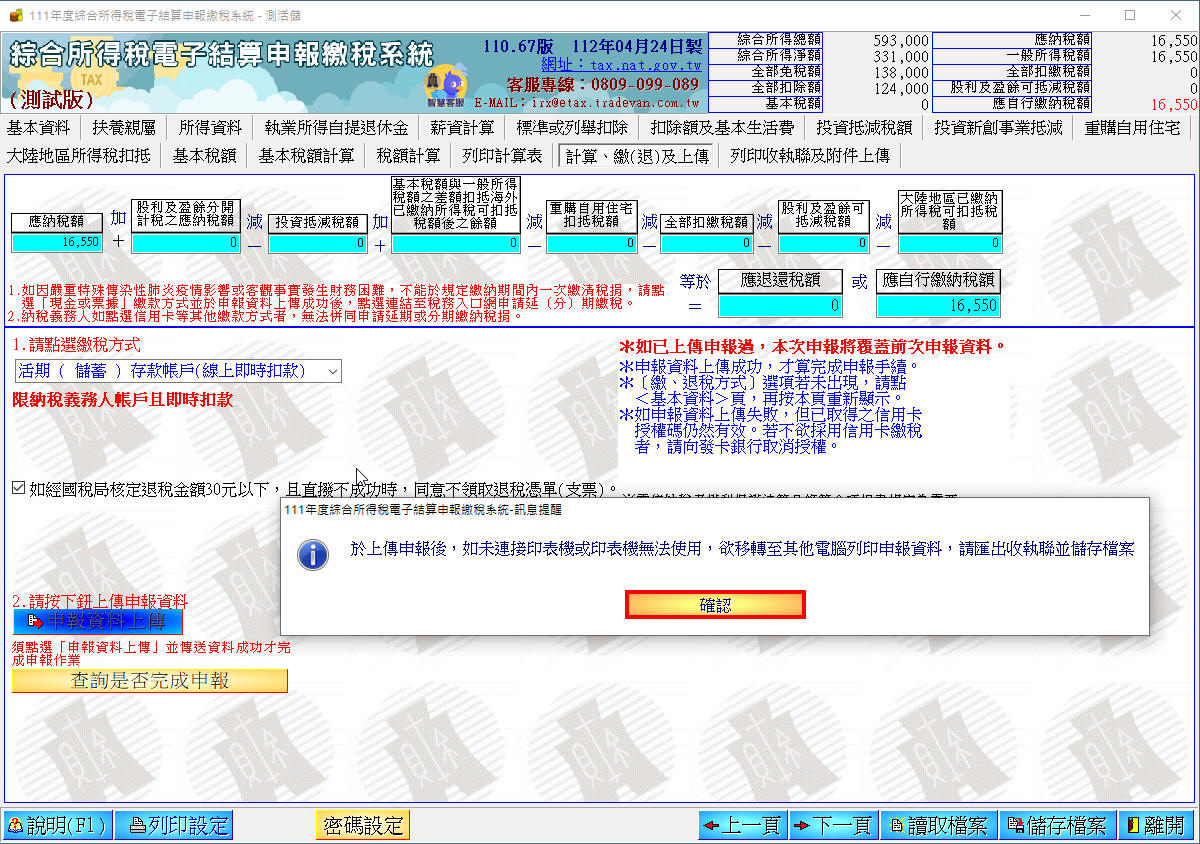 111年度綜合所得稅電子結算申報繳稅系統 - 測活儲
綜合所得稅電子結算申報繳稅系統
TAX
(測試版)
110.67版　112年04月24日製
網址：tax.nat.gov.tw
客服專線：0809-099-089
E-MAIL：irx@etax.tradevan.com.tw
智慧客服
綜合所得總額 593,000 應納稅額 16,550
綜合所得淨額 331,000 一般所得稅額 16,550
全部免稅額 138,000 全部扣繳稅額 0
全部扣除額 124,000 股利及盈餘可抵減稅額 0
基本稅額 0 應自行繳納稅額 16,550
基本資料 扶養親屬 所得資料 執業所得自提退休金 薪資計算 標準或列舉扣除 扣除額及基本生活費 投資抵減稅額 投資新創事業抵減 重購自用住宅
大陸地區所得稅扣抵 基本稅額 基本稅額計算 稅額計算 列印計算表 計算、繳(退)及上傳 列印收執聯及附件上傳
應納稅額
16,550
加
＋
股利及盈餘分開
計稅之應納稅額
0
減
－
投資抵減稅額
0
加
＋
基本稅額與一般所得
稅額之差額扣抵海外
已繳納所得稅可扣抵
稅額後之餘額
0
減
－
重購自用住宅
扣抵稅額
0
減
－
全部扣繳稅額
0
減
－
股利及盈餘可
抵減稅額
0
減
－
大陸地區已繳納
所得稅可扣抵稅
額
0
等於
＝
應退還稅額
0
或
應自行繳納稅額
16,550
1.如因嚴重特殊傳染性肺炎疫情影響或客觀事實發生財務困難，不能於規定繳納期間內一次繳清稅捐，請點
選「現金或票據」繳款方式並於申報資料上傳成功後，點選連結至稅務入口網申請延（分）期繳稅。
2.納稅義務人如點選信用卡等其他繳款方式者，無法併同申請延期或分期繳納稅捐。
1.請點選繳稅方式
活期（ 儲蓄 ）存款帳戶(線上即時扣款)
限納稅義務人帳戶且即時扣款
＊如已上傳申報過，本次申報將覆蓋前次申報資料。
＊申報資料上傳成功，才算完成申報手續。
＊〔繳、退稅方式〕選項若未出現，請點
＜基本資料＞頁，再按本頁重新顯示。
＊如申報資料上傳失敗，但已取得之信用卡
授權碼仍然有效。若不欲採用信用卡繳稅
者，請向發卡銀行取消授權。
如經國稅局核定退稅金額30元以下，且直撥不成功時，同意不領取退稅憑單(支票)。
111年度綜合所得稅電子結算申報繳稅系統-訊息提醒
於上傳申報後，如未連接印表機或印表機無法使用，欲移轉至其他電腦列印申報資料，請匯出收執聯並儲存檔案
確認
2.請按下鈕上傳申報資料
申報資料上傳
須點選「申報資料上傳」並傳送資料成功才完
成申報作業
查詢是否完成申報
說明(F1) 列印設定 密碼設定 上一頁 下一頁 讀取檔案 儲存檔案 離開